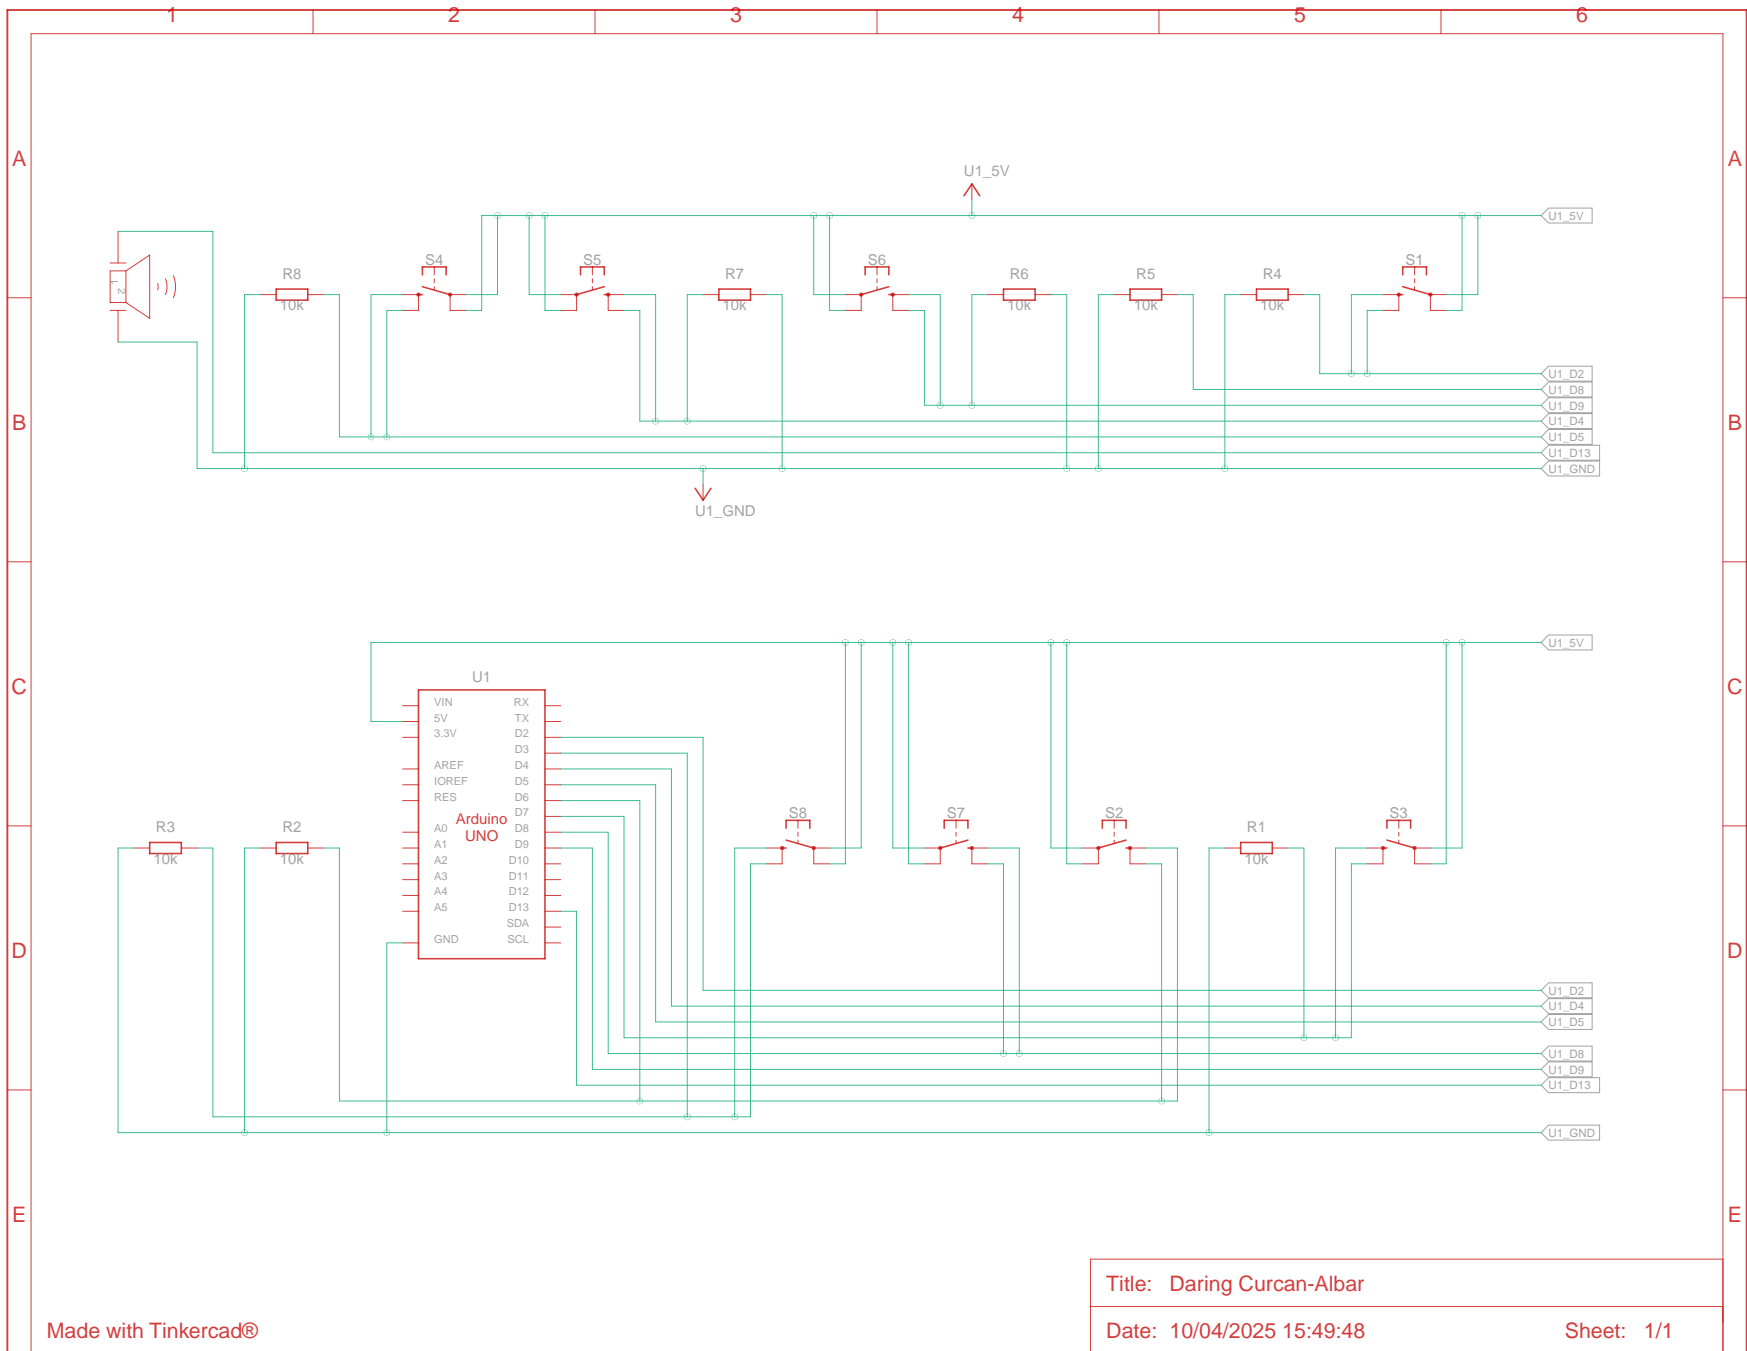 1 2 3 4 5 6
A A
U1_5V
U1_5V
R8 S4 S5 R7 S6 R6 R5 R4 S1
1
2
10k 10k 10k 10k 10k
U1_D2
U1_D8
U1_D9
B B
U1_D4
U1_D5
U1_D13
U1_GND
U1_GND
U1_5V
C C
U1
VIN RX
5V TX
3.3V D2
D3
AREF D4
IOREF D5
RES D6
D7
Arduino
UNO
A0 D8
A1 D9
A2 D10
A3 D11
A4 D12
A5 D13
SDA
GND SCL
S8 S7 S2 S3
R3 R2 R1
10k 10k 10k
D D
U1_D2
U1_D4
U1_D5
U1_D8
U1_D9
U1_D13
U1_GND
E E
Title: Daring Curcan-Albar
Made with Tinkercad®
Date: 10/04/2025 15:49:48 Sheet: 1/1